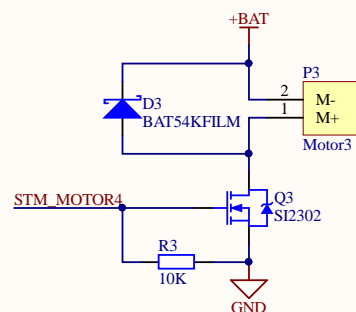 +BAT
P3
2
M-
1
M+
D3
BAT54KFILM
Motor3
STM_MOTOR4
Q3
SI2302
R3
10K
GND